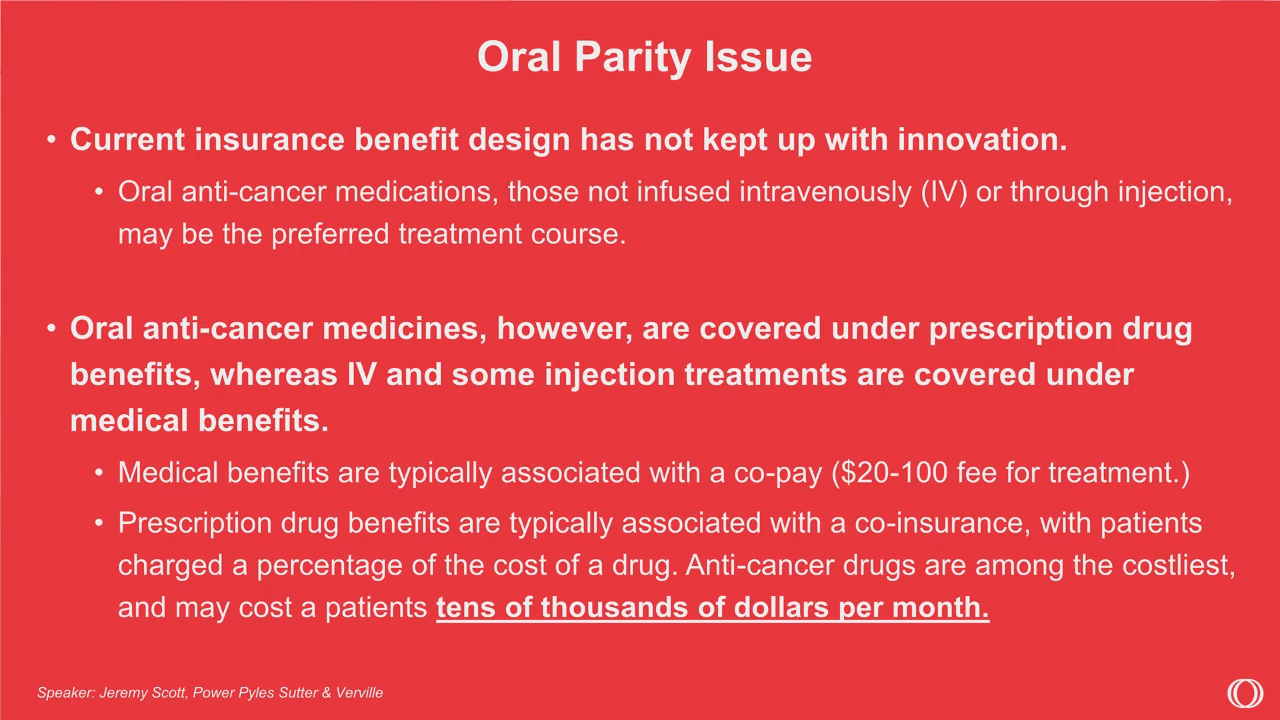 Oral Parity Issue
• Current insurance benefit design has not kept up with innovation.
• Oral anti-cancer medications, those not infused intravenously (IV) or through injection,
may be the preferred treatment course.
• Oral anti-cancer medicines, however, are covered under prescription drug
benefits, whereas IV and some injection treatments are covered under
medical benefits.
• Medical benefits are typically associated with a co-pay ($20-100 fee for treatment.)
• Prescription drug benefits are typically associated with a co-insurance, with patients
charged a percentage of the cost of a drug. Anti-cancer drugs are among the costliest,
and may cost a patients tens of thousands of dollars per month.
Speaker: Jeremy Scott, Power Pyles Sutter & Verville